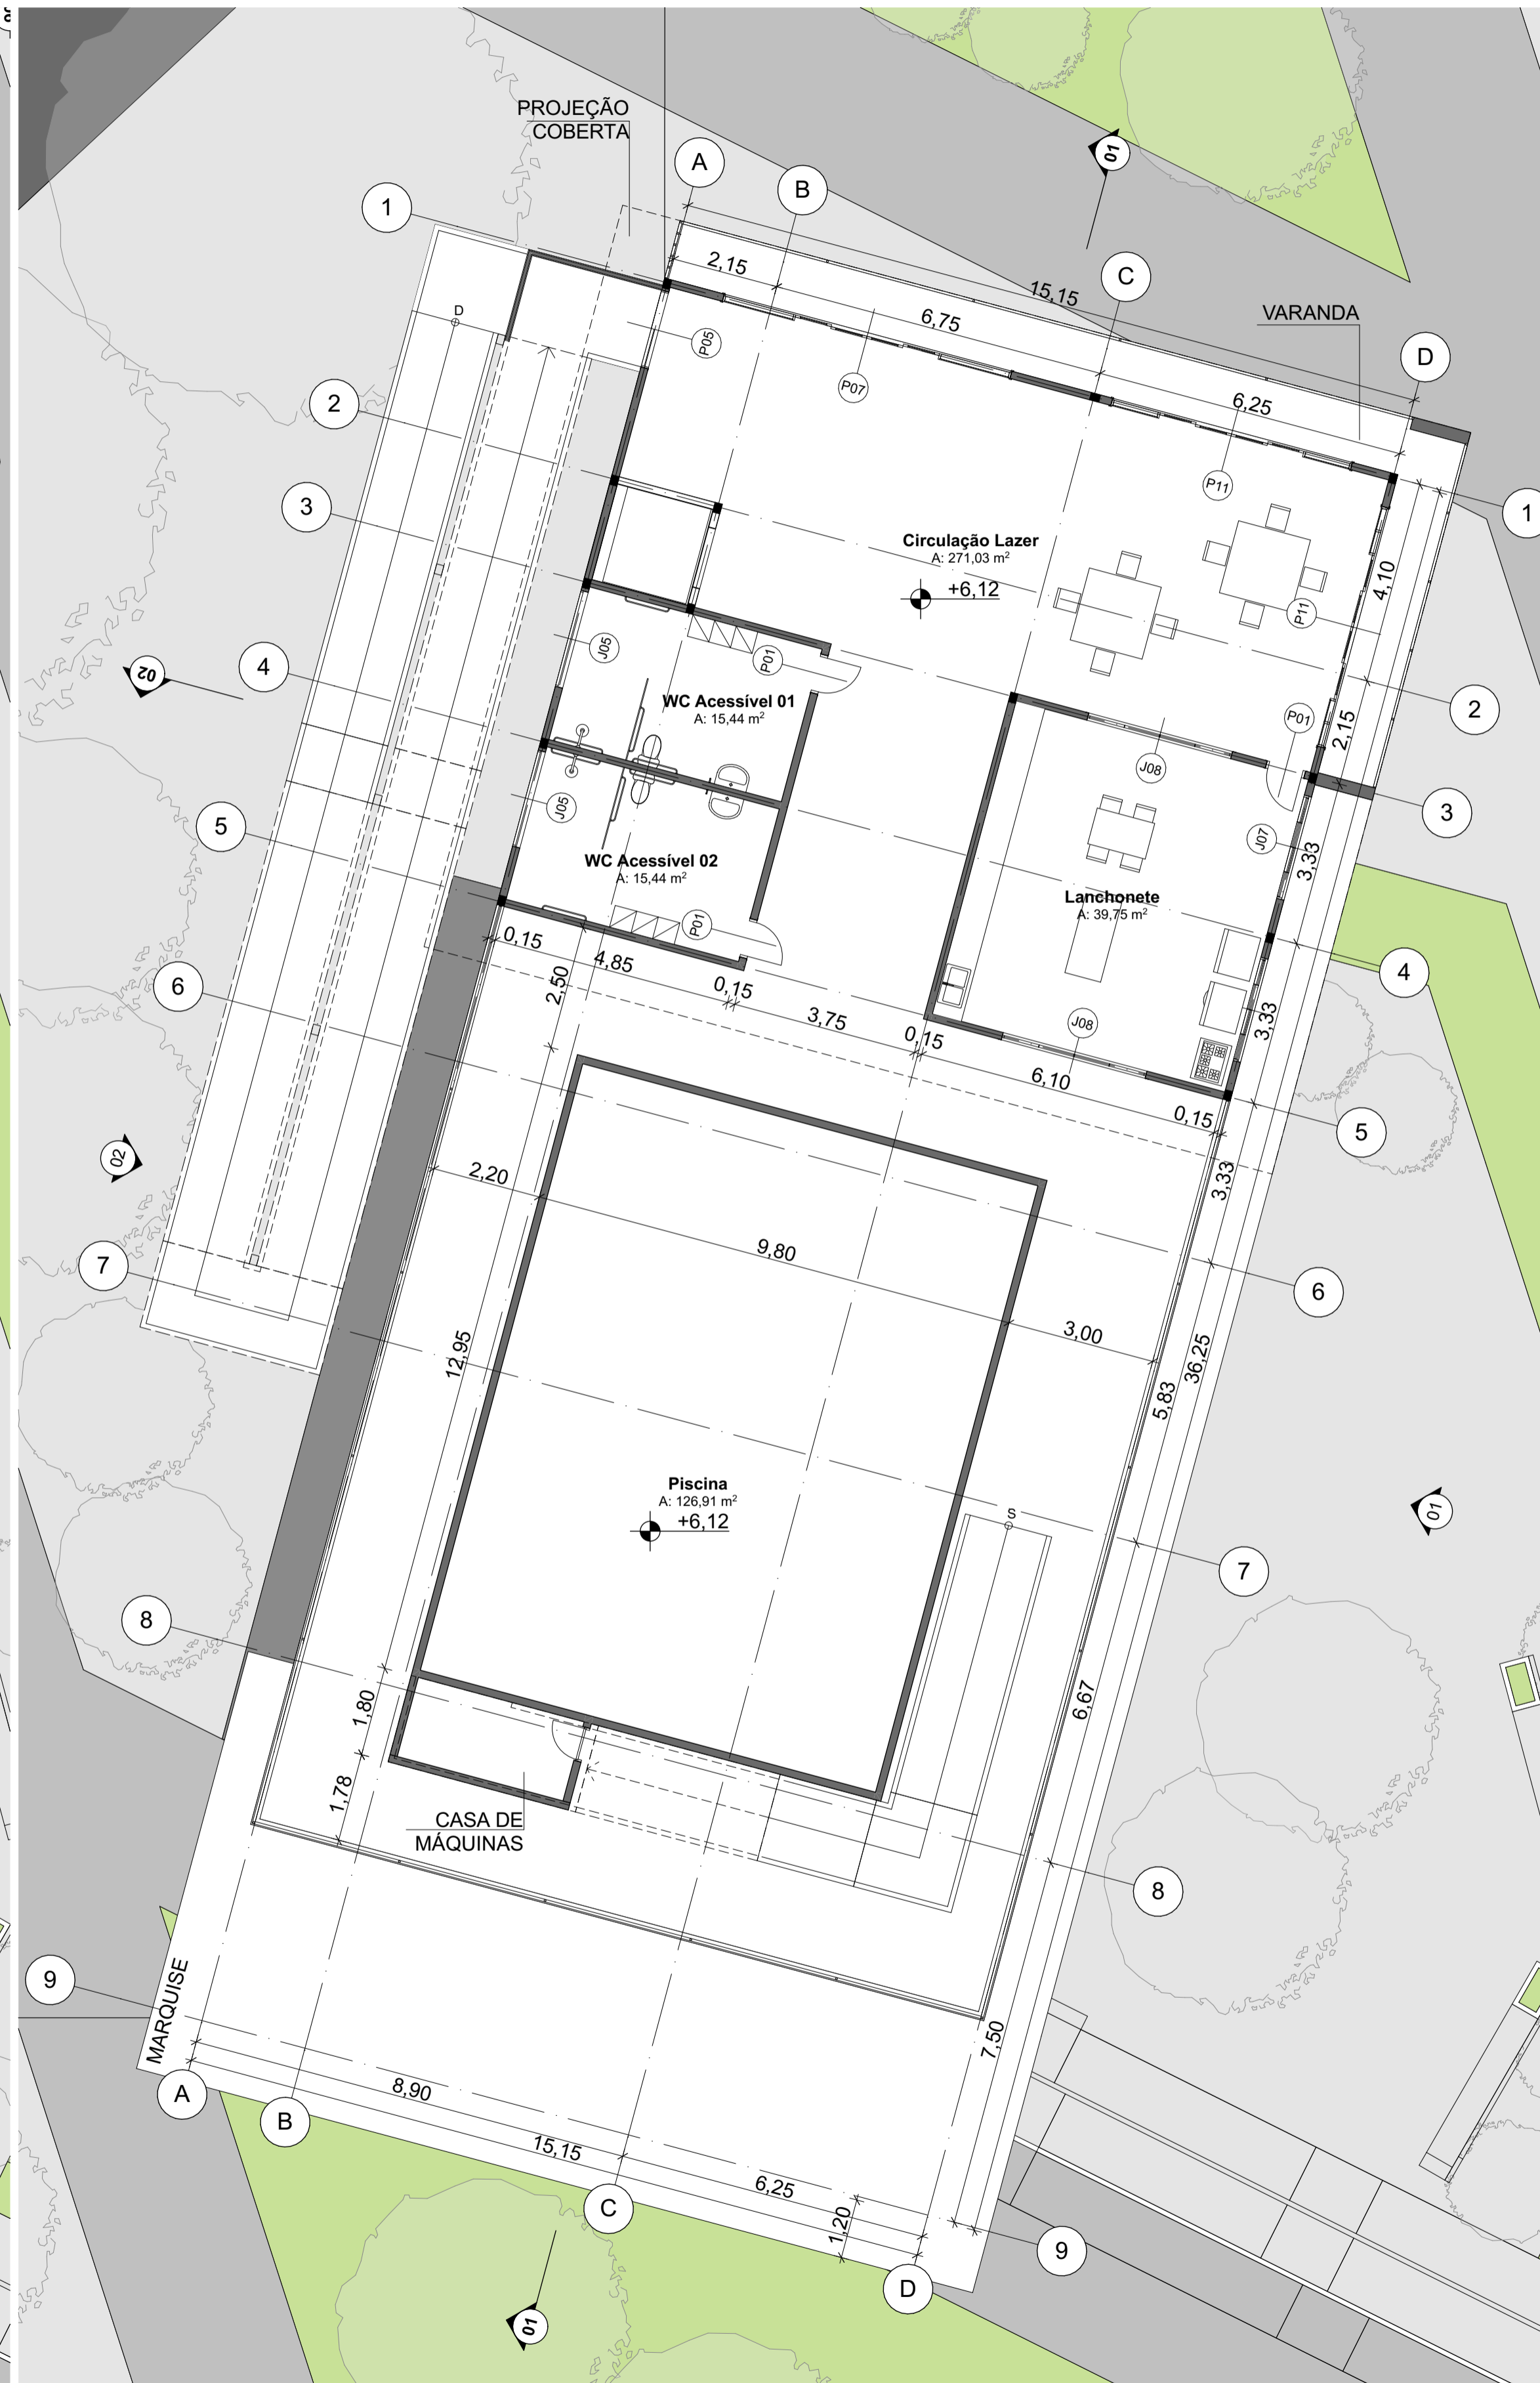 PROJEÇÃO
COBERTA
01
A
B
1
C
2,15
15,15
6,75
VARANDA
D
D
P05
P07
2
6,25
P11
3
1
Circulação Lazer
A: 271,03 m²
+6,12
4,10
P11
J05
P01
4
02
WC Acessível 01
A: 15,44 m²
P01
2
2,15
J08
J05
5
3
J07
3,33
WC Acessível 02
A: 15,44 m²
Lanchonete
A: 39,75 m²
P01
0,15
4,85
2,50
0,15
3,75
0,15
4
6
J08
3,33
6,10
0,15
5
02
2,20
3,33
9,80
7
6
3,00
12,95
36,25
5,83
Piscina
A: 126,91 m²
+6,12
S
01
7
8
1,80
6,67
1,78
CASA DE
MÁQUINAS
8
9
MARQUISE
7,50
A
8,90
B
15,15
6,25
C
1,20
9
D
01